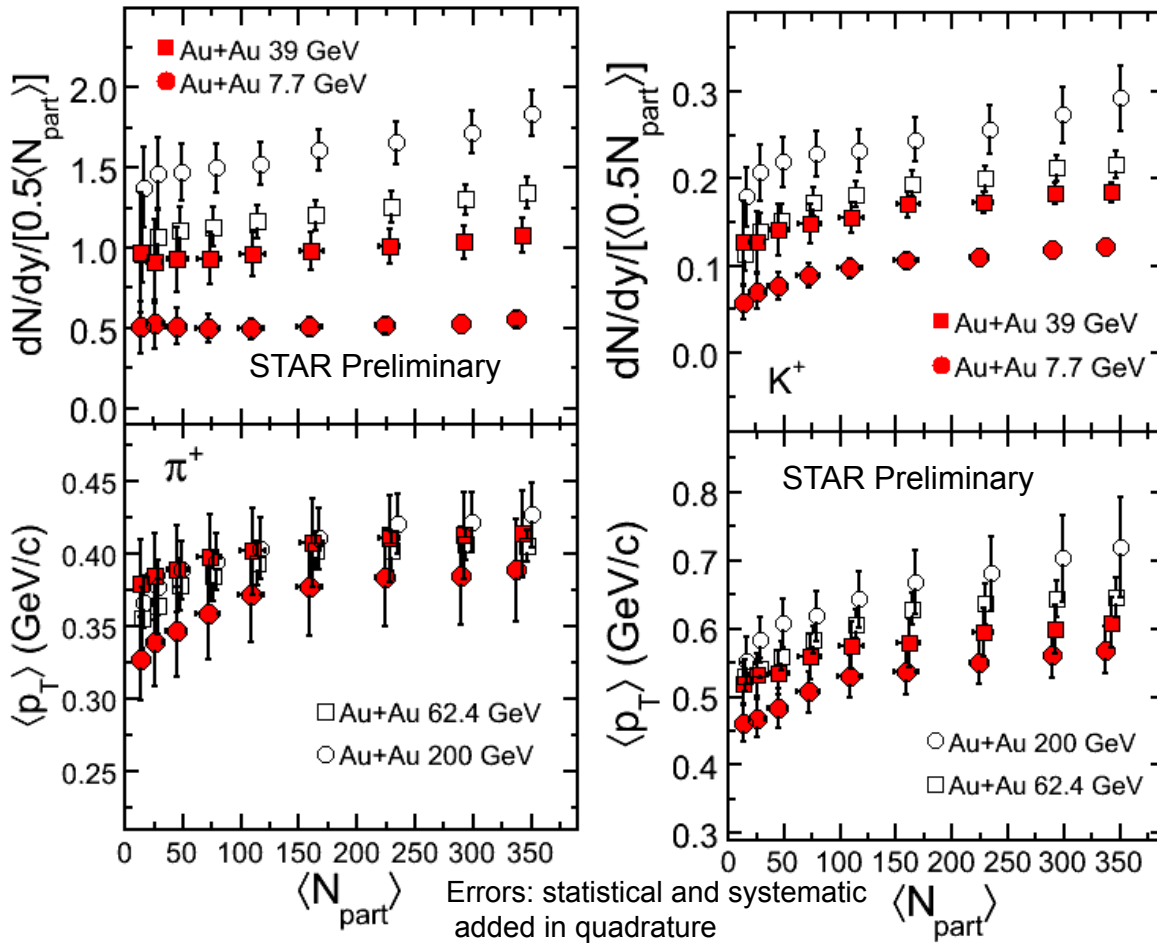 dN/dy/[0.5⟨N_part⟩]
2.0
1.5
1.0
0.5
0.0
Au+Au 39 GeV
Au+Au 7.7 GeV
STAR Preliminary
dN/dy/[⟨0.5N_part⟩]
0.3
0.2
0.1
0.0
Au+Au 39 GeV
Au+Au 7.7 GeV
K⁺
⟨p_T⟩ (GeV/c)
0.45
0.40
0.35
0.30
0.25
π⁺
Au+Au 62.4 GeV
Au+Au 200 GeV
0 50 100 150 200 250 300 350
⟨N_part⟩
⟨p_T⟩ (GeV/c)
0.8
0.7
0.6
0.5
0.4
0.3
STAR Preliminary
Au+Au 200 GeV
Au+Au 62.4 GeV
0 50 100 150 200 250 300 350
⟨N_part⟩
Errors: statistical and systematic
added in quadrature